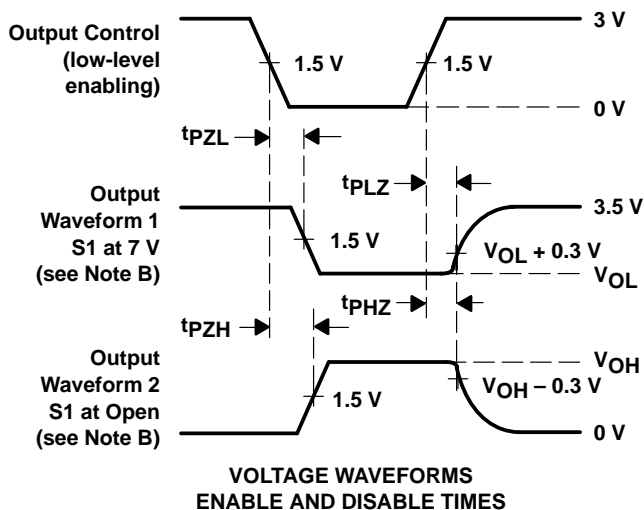 Output Control
(low-level
enabling)
1.5 V
1.5 V
3 V
0 V
tPZL
tPLZ
Output
Waveform 1
S1 at 7 V
(see Note B)
1.5 V
3.5 V
VOL + 0.3 V
VOL
tPHZ
tPZH
Output
Waveform 2
S1 at Open
(see Note B)
1.5 V
VOH
VOH – 0.3 V
0 V
VOLTAGE WAVEFORMS
ENABLE AND DISABLE TIMES